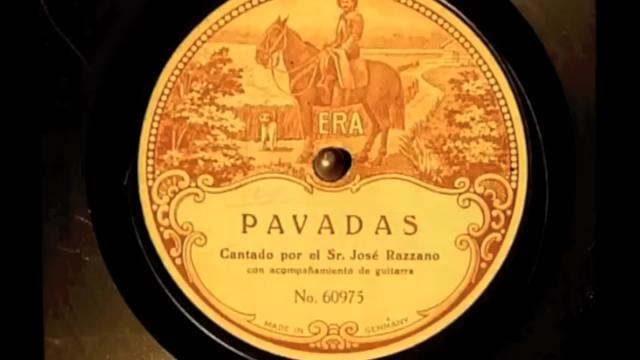 ERA
PAVADAS
Cantado por el Sr. José Razzano
con acompañamiento de guitarra
No. 60975
MADE IN GERMANY